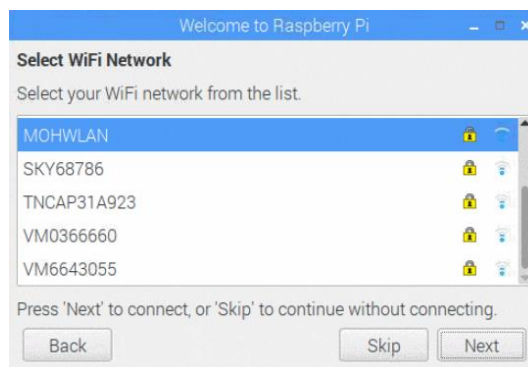 Welcome to Raspberry Pi
Select WiFi Network
Select your WiFi network from the list.
MOHWLAN
SKY68786
TNCAP31A923
VM0366660
VM6643055
Press 'Next' to connect, or 'Skip' to continue without connecting.
Back Skip Next